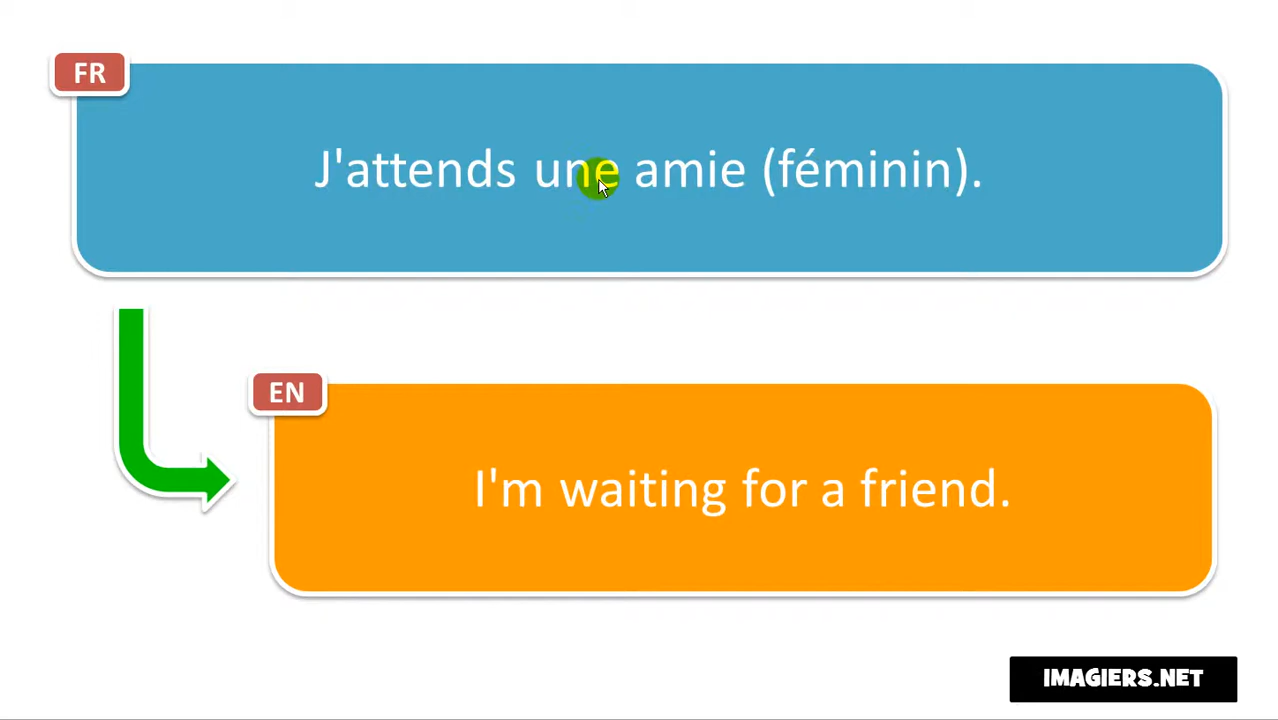 FR
J'attends une amie (féminin).
EN
I'm waiting for a friend.
IMAGIERS.NET